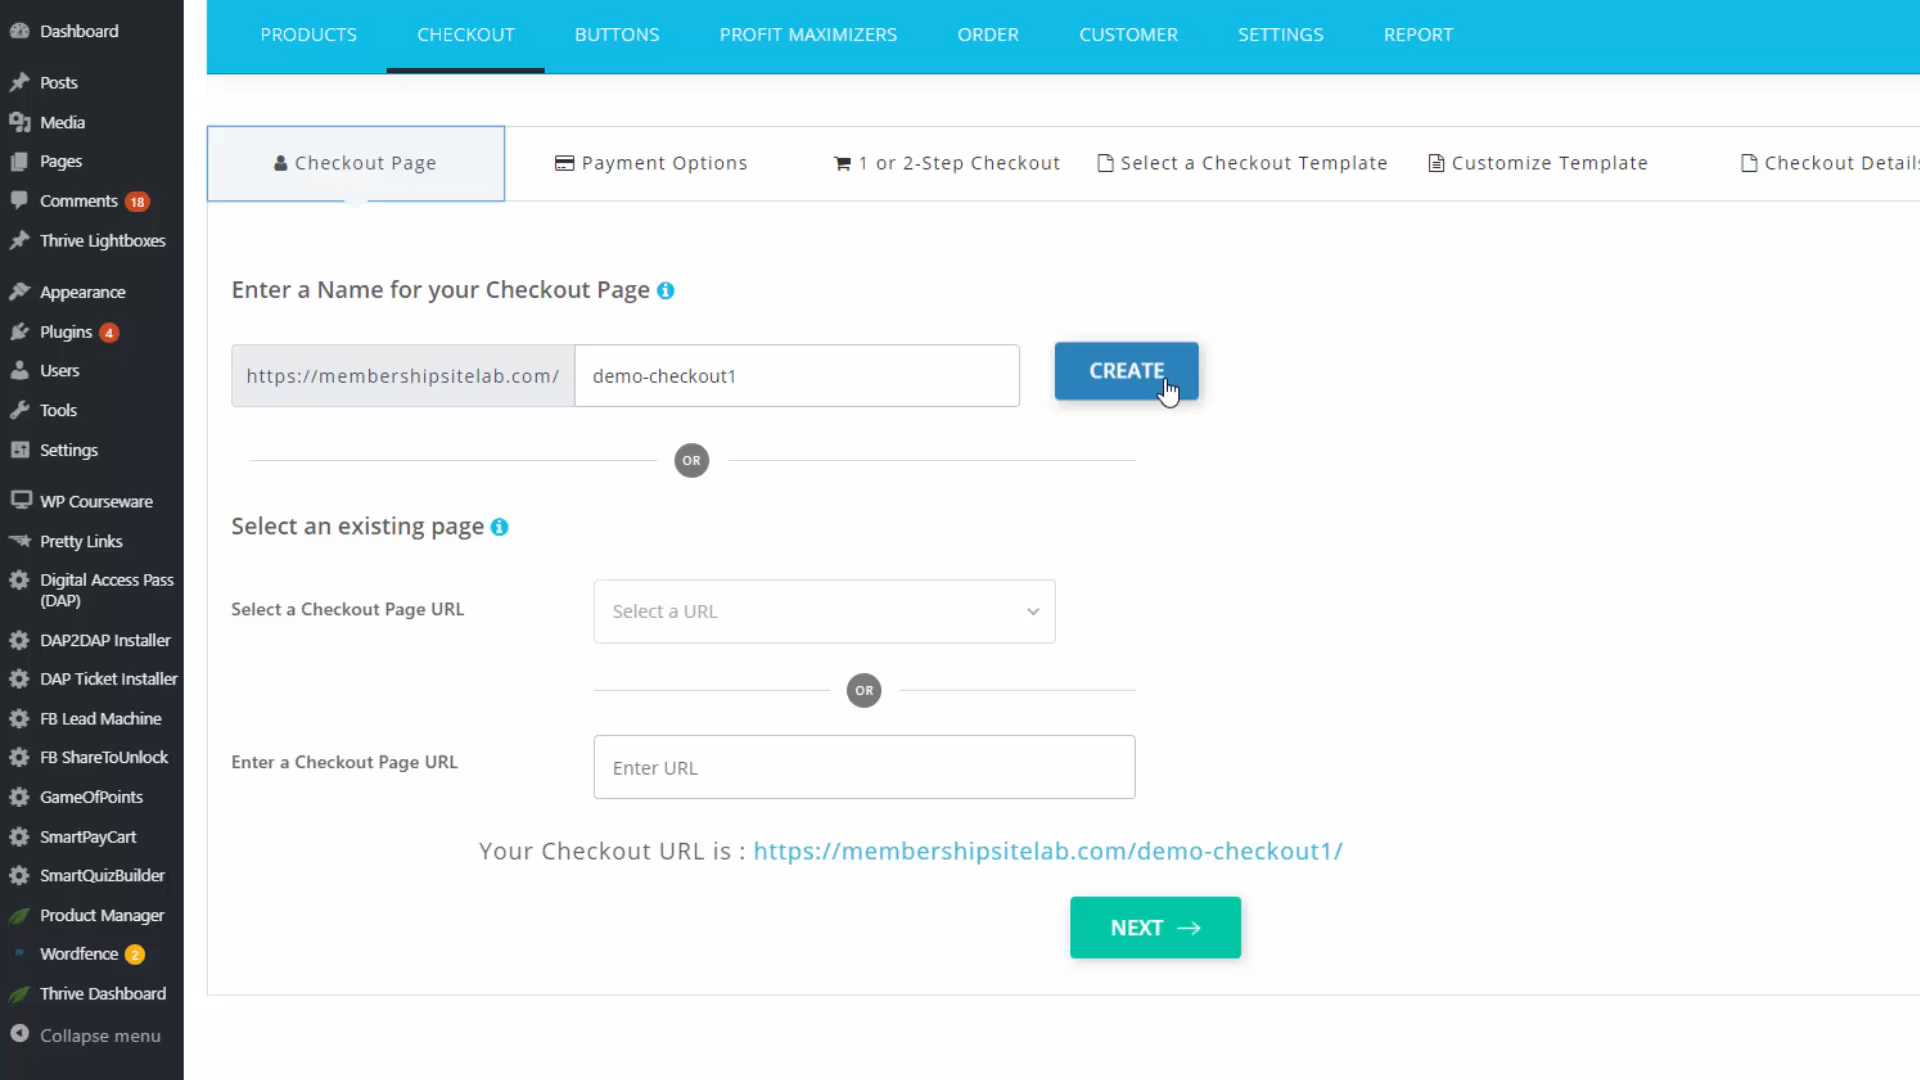 Dashboard
Posts
Media
Pages
Comments 18
Thrive Lightboxes
Appearance
Plugins 4
Users
Tools
Settings
WP Courseware
Pretty Links
Digital Access Pass
(DAP)
DAP2DAP Installer
DAP Ticket Installer
FB Lead Machine
FB ShareToUnlock
GameOfPoints
SmartPayCart
SmartQuizBuilder
Product Manager
Wordfence 2
Thrive Dashboard
Collapse menu
PRODUCTS CHECKOUT BUTTONS PROFIT MAXIMIZERS ORDER CUSTOMER SETTINGS REPORT
Checkout Page Payment Options 1 or 2-Step Checkout Select a Checkout Template Customize Template Checkout Details
Enter a Name for your Checkout Page
https://membershipsitelab.com/ demo-checkout1 CREATE
OR
Select an existing page
Select a Checkout Page URL Select a URL
OR
Enter a Checkout Page URL Enter URL
Your Checkout URL is : https://membershipsitelab.com/demo-checkout1/
NEXT